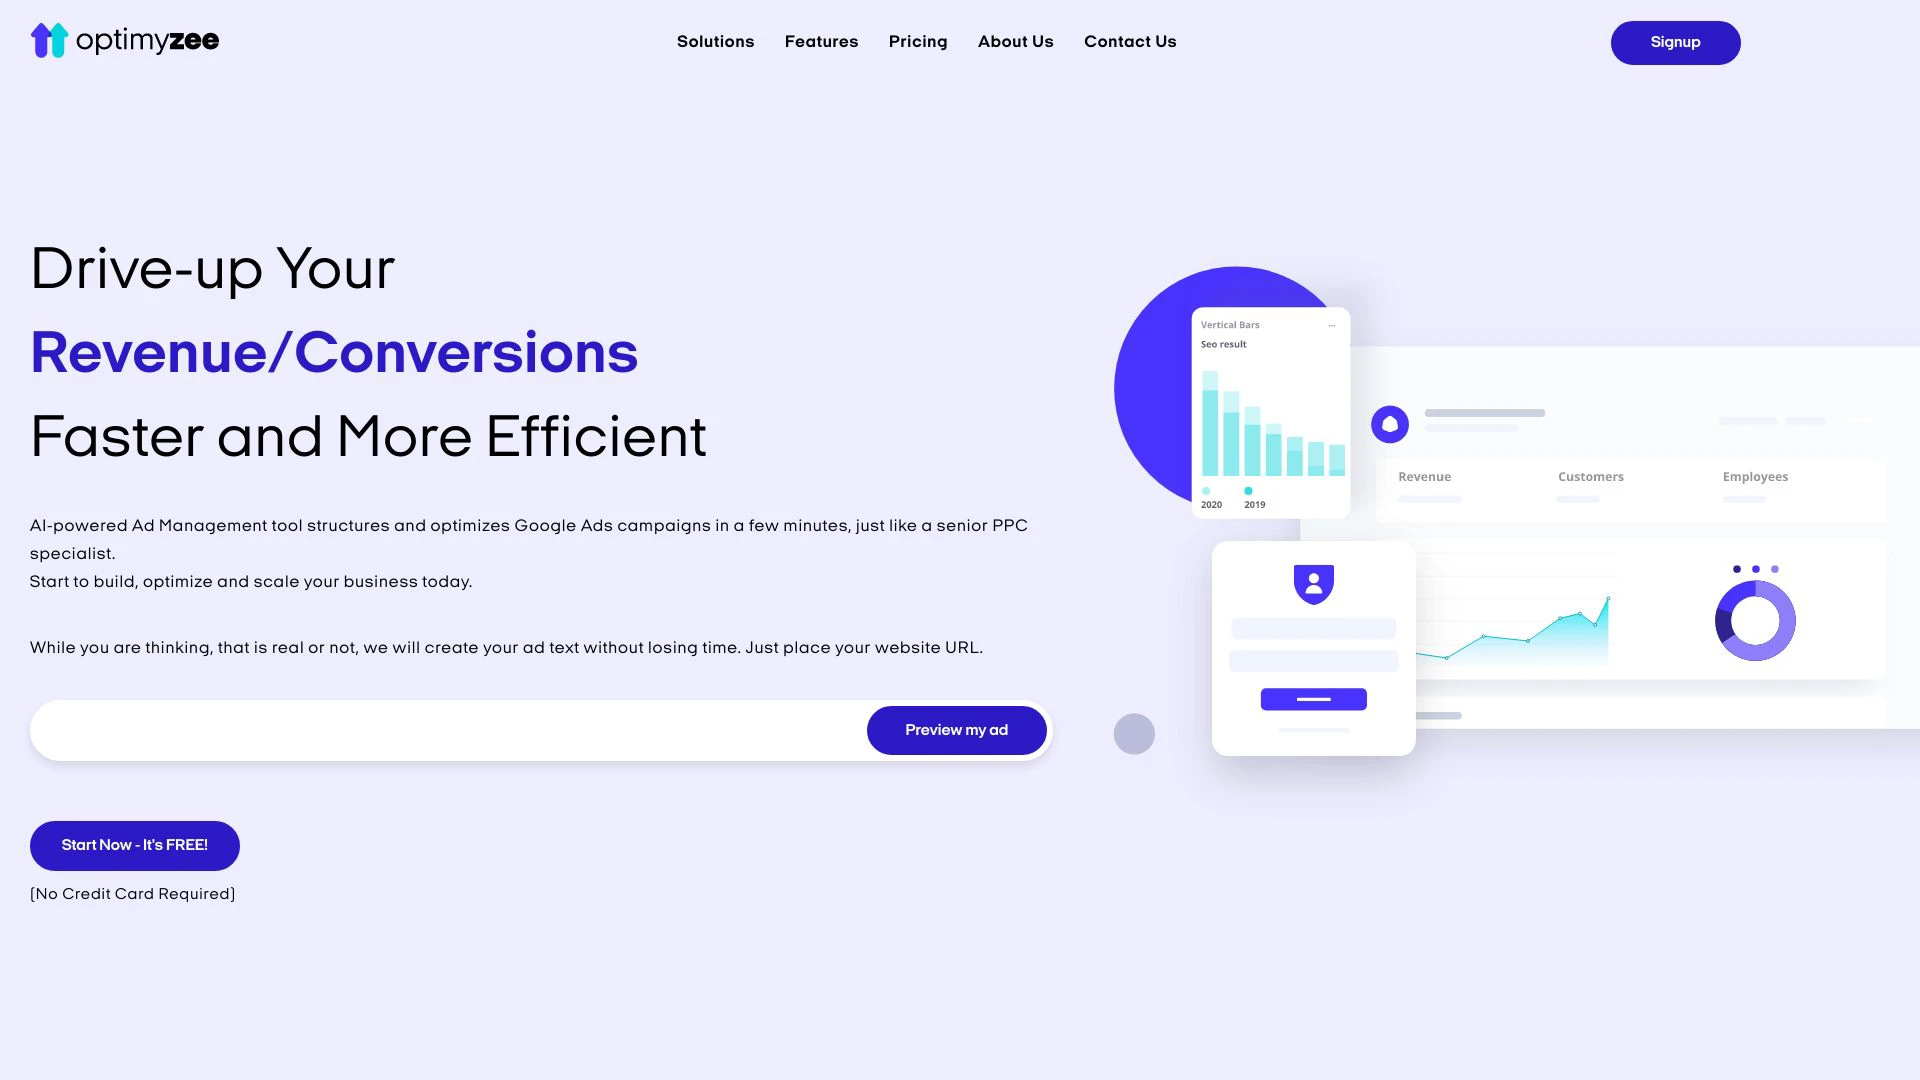 optimyzee
Solutions
Features
Pricing
About Us
Contact Us
Signup
Drive-up Your
Revenue/Conversions
Faster and More Efficient
AI-powered Ad Management tool structures and optimizes Google Ads campaigns in a few minutes, just like a senior PPC
specialist.
Start to build, optimize and scale your business today.
While you are thinking, that is real or not, we will create your ad text without losing time. Just place your website URL.
Preview my ad
Start Now - It's FREE!
(No Credit Card Required)
Vertical Bars
...
Seo result
2020
2019
Revenue
Customers
Employees